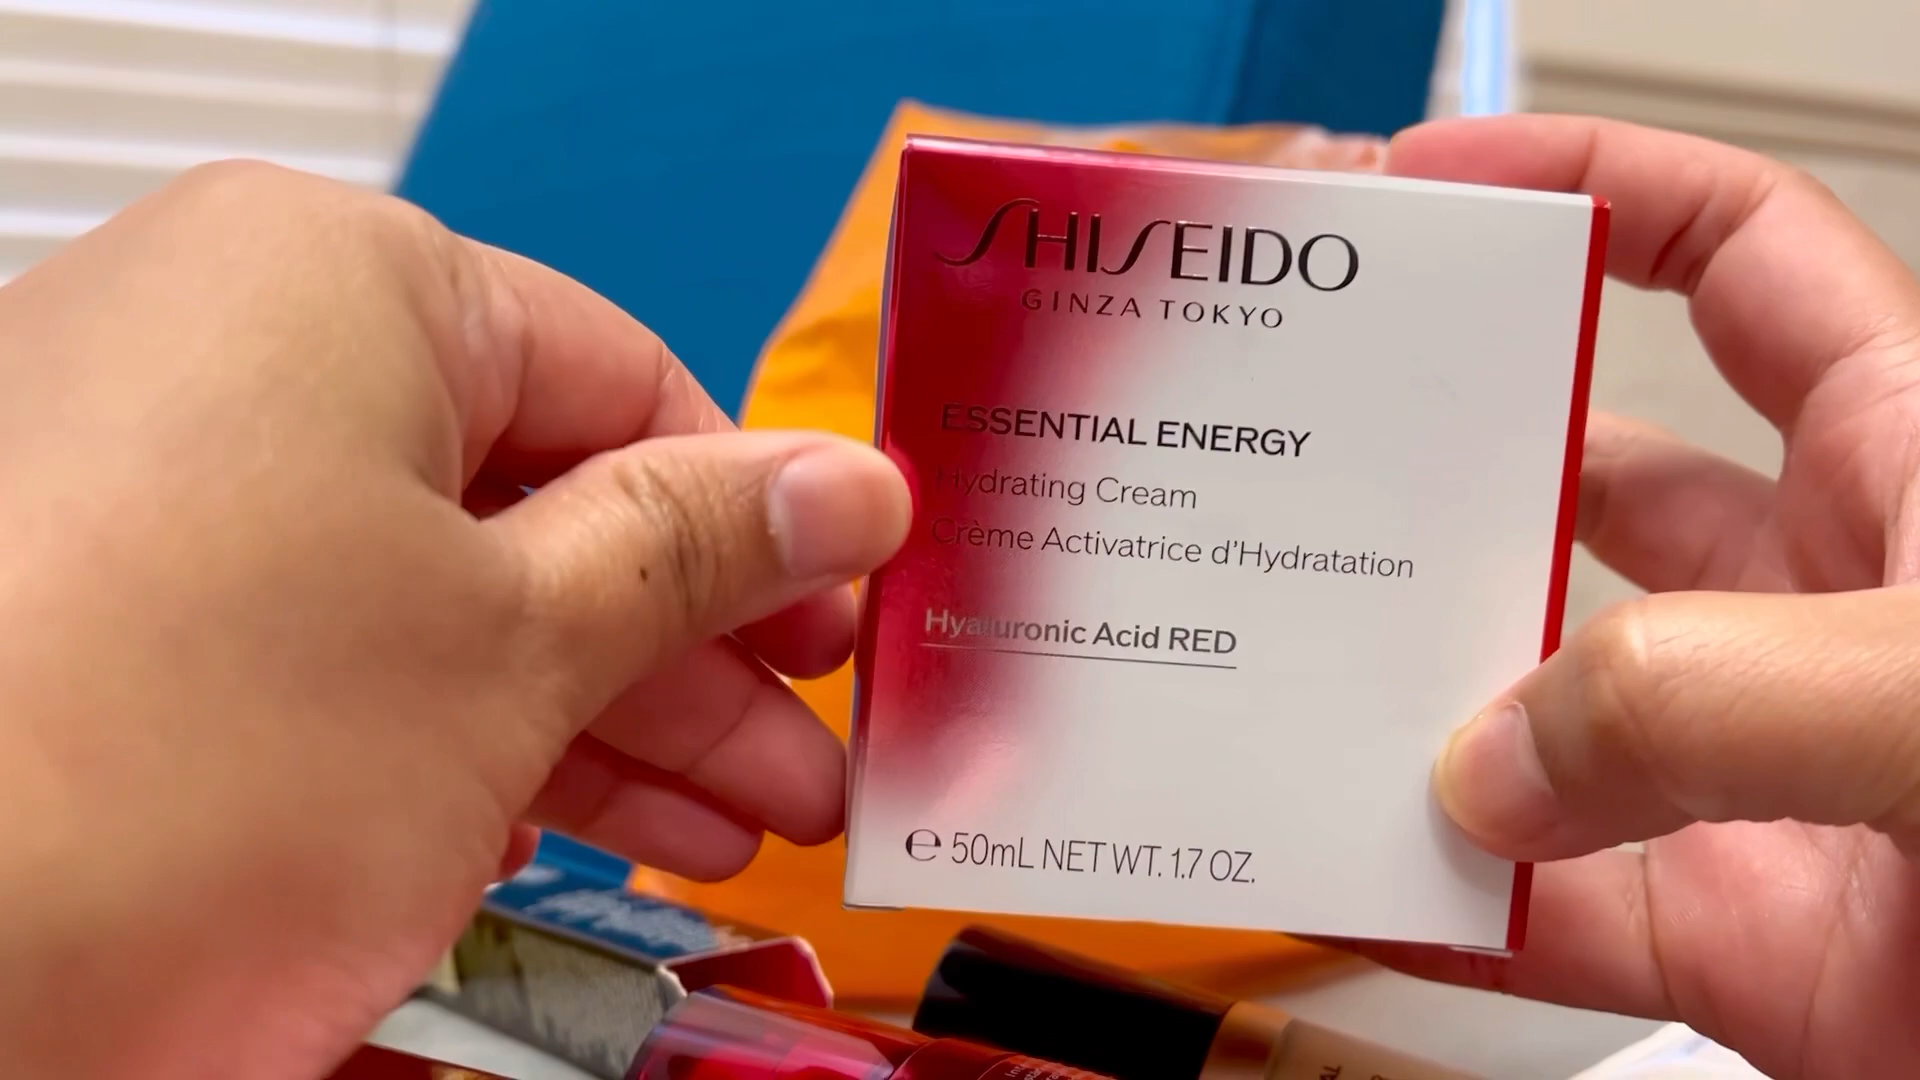 SHISEIDO
GINZA TOKYO
ESSENTIAL ENERGY
Hydrating Cream
Crème Activatrice d'Hydratation
Hyaluronic Acid RED
℮ 50mL NET WT. 1.7 OZ.